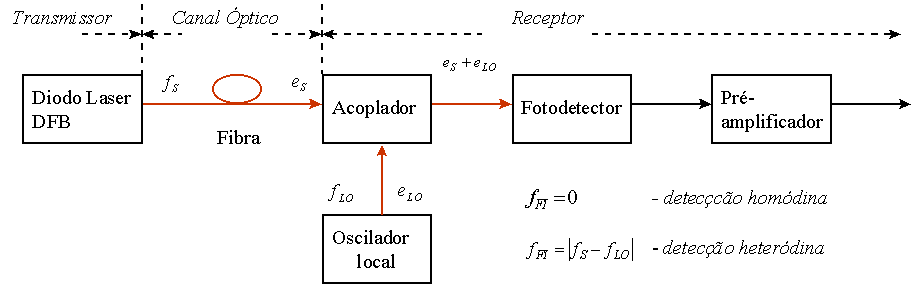 Transmissor Canal Óptico Receptor
f_S e_S e_S + e_LO
Diodo Laser
DFB
Fibra
Acoplador
Fotodetector
Pré-
amplificador
f_LO e_LO
Oscilador
local
f_FI = 0 - detecçcão homódina
f_FI = |f_S – f_LO| - detecção heteródina